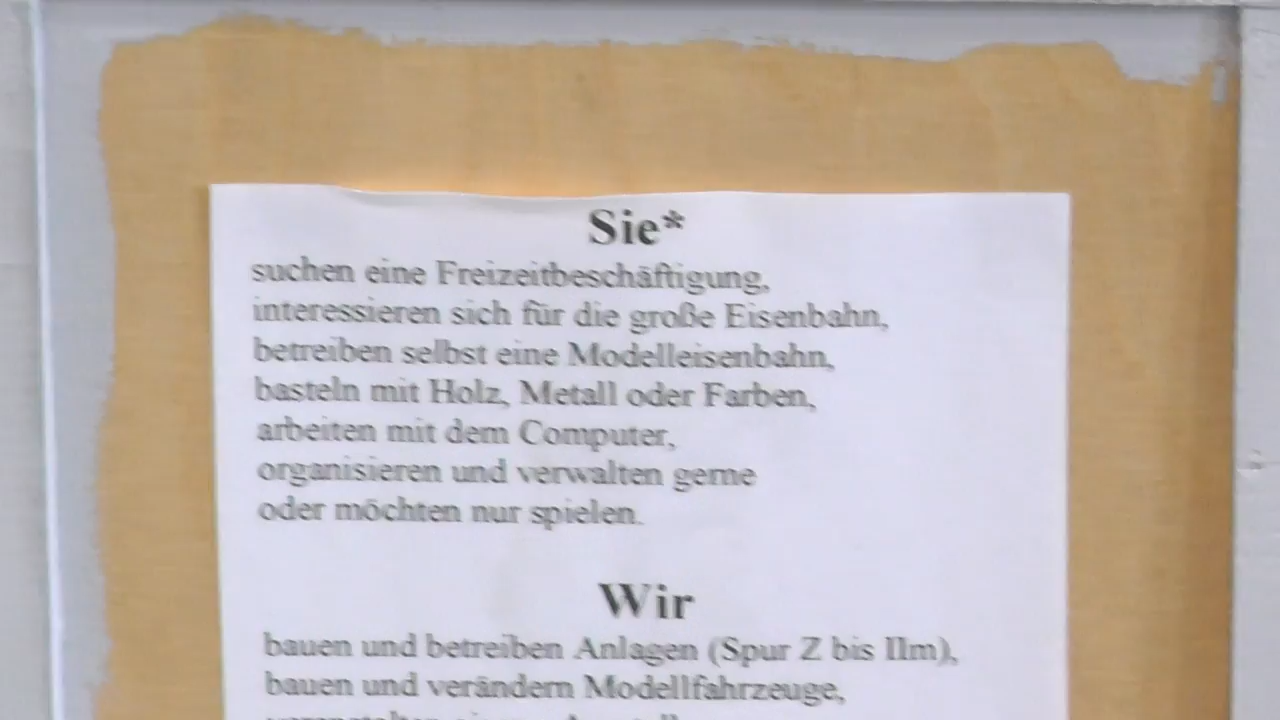 Sie*
suchen eine Freizeitbeschäftigung,
interessieren sich für die große Eisenbahn,
betreiben selbst eine Modelleisenbahn,
basteln mit Holz, Metall oder Farben,
arbeiten mit dem Computer,
organisieren und verwalten gerne
oder möchten nur spielen.
Wir
bauen und betreiben Anlagen (Spur Z bis IIm),
bauen und verändern Modellfahrzeuge,